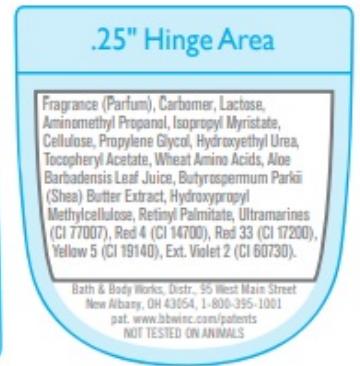 .25" Hinge Area
Fragrance (Parfum), Carbomer, Lactose,
Aminomethyl Propanol, Isopropyl Myristate,
Cellulose, Propylene Glycol, Hydroxyethyl Urea,
Tocopheryl Acetate, Wheat Amino Acids, Aloe
Barbadensis Leaf Juice, Butyrospermum Parkii
(Shea) Butter Extract, Hydroxypropyl
Methylcellulose, Retinyl Palmitate, Ultramarines
(CI 77007), Red 4 (CI 14700), Red 33 (CI 17200),
Yellow 5 (CI 19140), Ext. Violet 2 (CI 60730).
Bath & Body Works, Distr., 95 West Main Street
New Albany, OH 43054, 1-800-395-1001
pat. www.bbwinc.com/patents
NOT TESTED ON ANIMALS